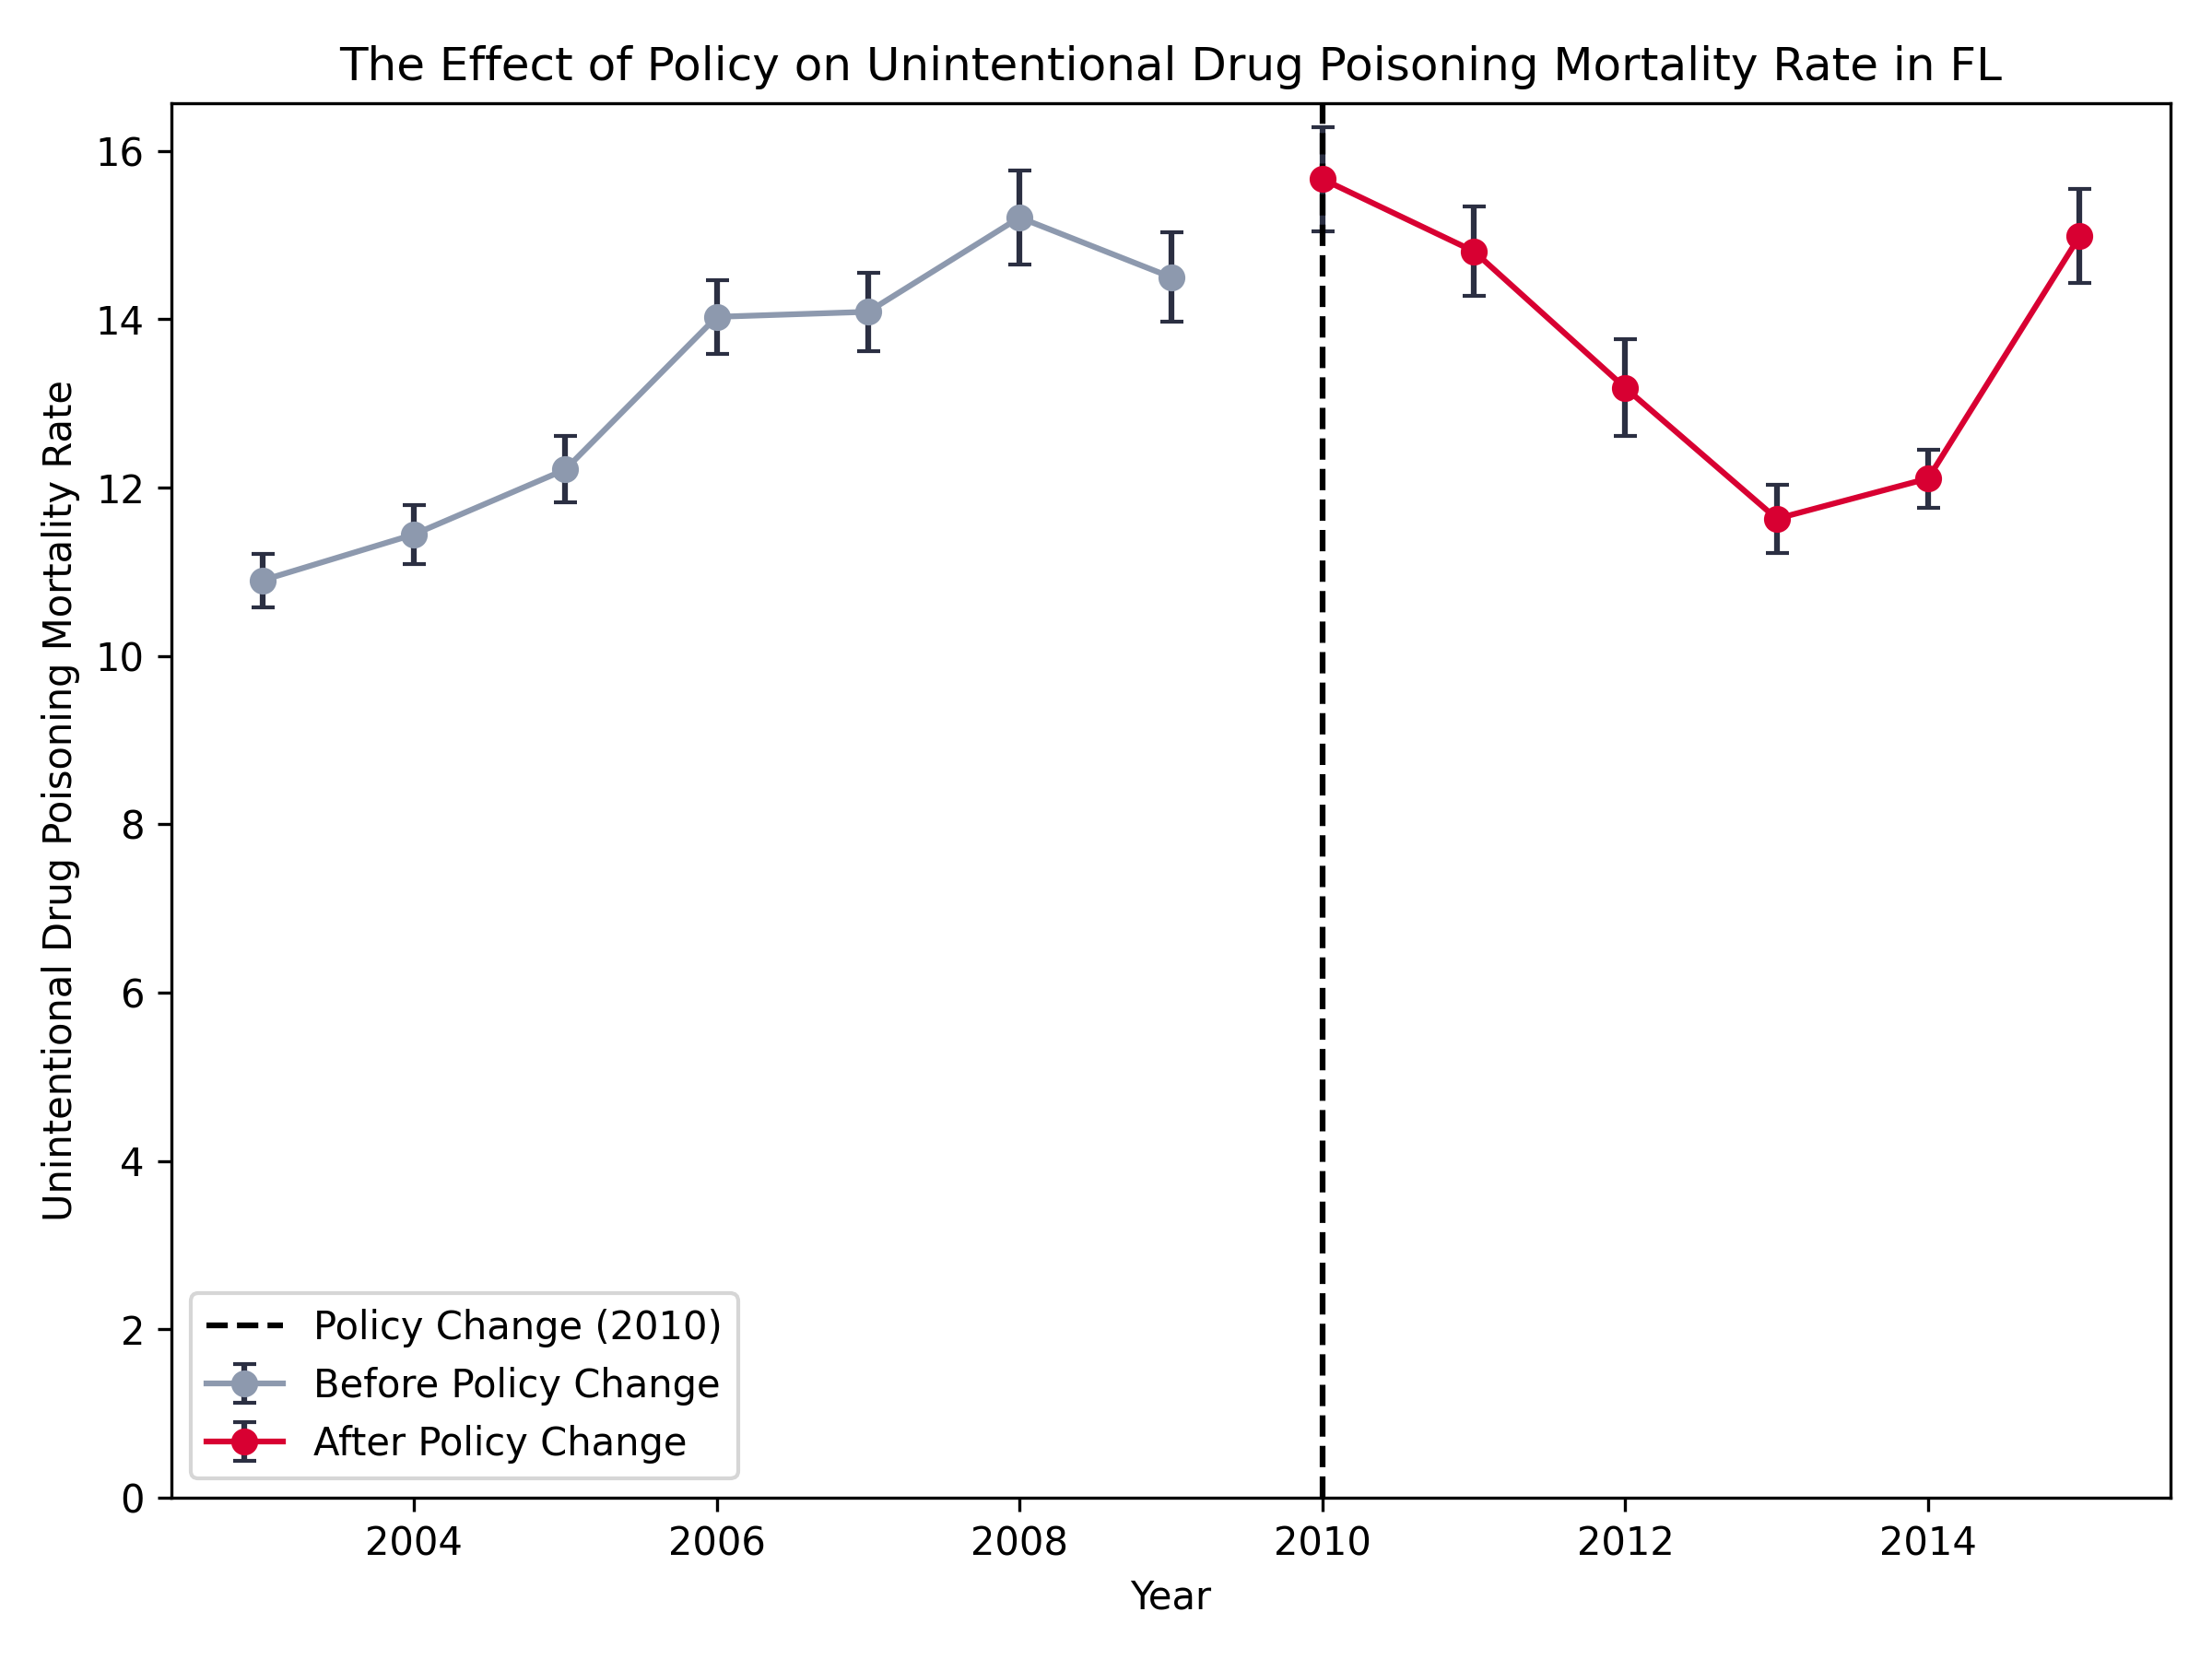 The Effect of Policy on Unintentional Drug Poisoning Mortality Rate in FL
Unintentional Drug Poisoning Mortality Rate
16
14
12
10
8
6
4
2
0
Policy Change (2010)
Before Policy Change
After Policy Change
2004 2006 2008 2010 2012 2014
Year